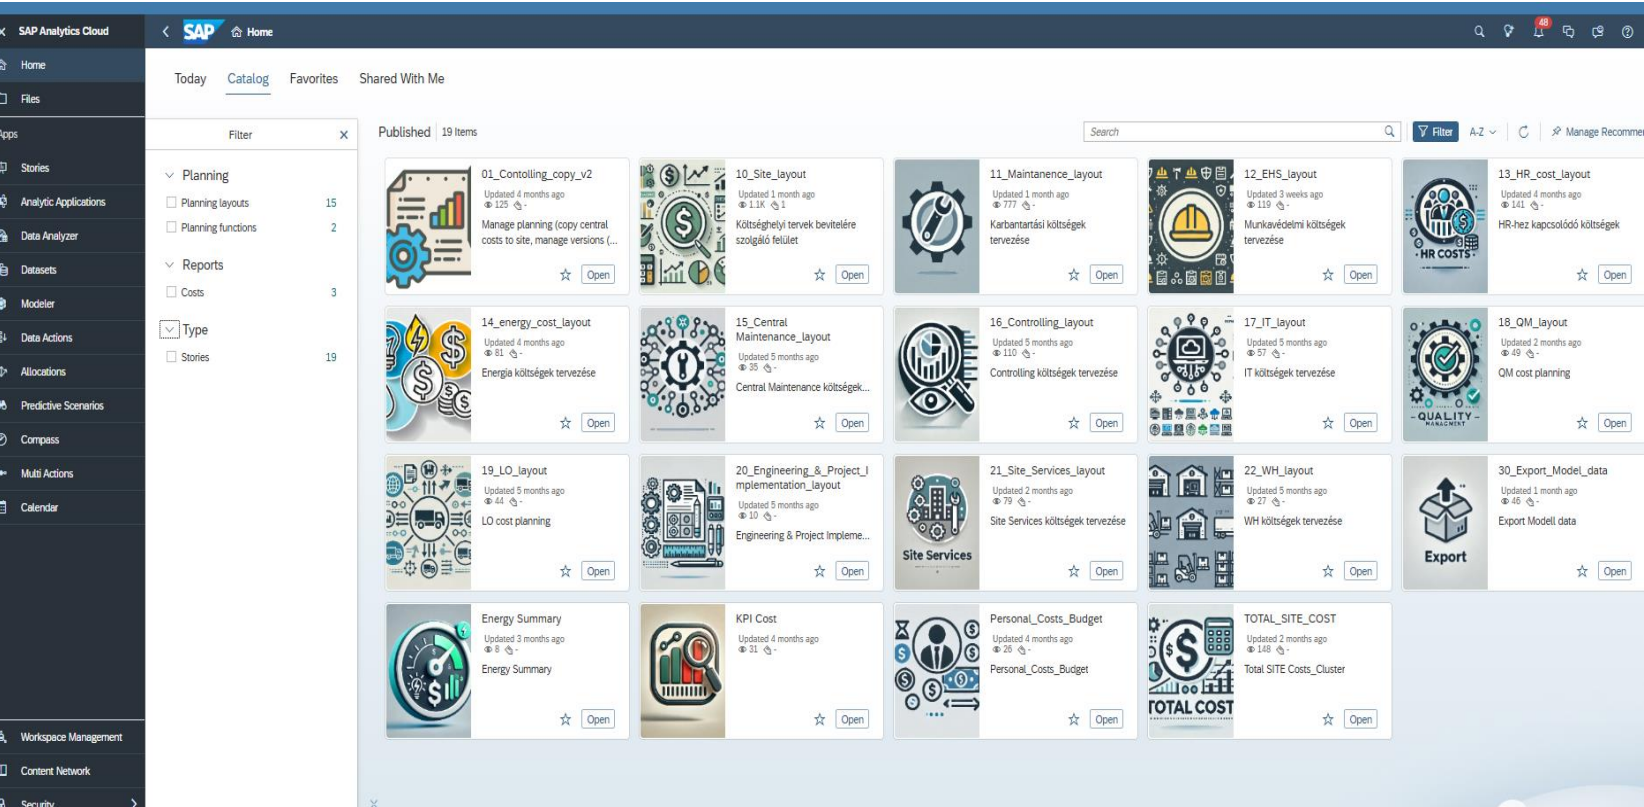 SAP Analytics Cloud
SAP
Home
48
Home
Files
Apps
Stories
Analytic Applications
Data Analyzer
Datasets
Modeler
Data Actions
Allocations
Predictive Scenarios
Compass
Multi Actions
Calendar
Workspace Management
Content Network
Security
Today
Catalog
Favorites
Shared With Me
Filter
Planning
Planning layouts 15
Planning functions 2
Reports
Costs 3
Type
Stories 19
Published 19 Items
Search
Filter
A-Z
Manage Recommen
01_Contolling_copy_v2
Updated 4 months ago
125 -
Manage planning (copy central
costs to site, manage versions (...
Open
10_Site_layout
Updated 1 month ago
1.1K 1
Költséghelyi tervek bevitelére
szolgáló felület
Open
11_Maintanence_layout
Updated 1 month ago
777 -
Karbantartási költségek
tervezése
Open
12_EHS_layout
Updated 3 weeks ago
119 -
Munkavédelmi költségek
tervezése
Open
HR COSTS
13_HR_cost_layout
Updated 4 months ago
141 -
HR-hez kapcsolódó költségek
Open
14_energy_cost_layout
Updated 4 months ago
81 -
Energia költségek tervezése
Open
15_Central
Maintenance_layout
Updated 5 months ago
35 -
Central Maintenance költségek...
Open
16_Controlling_layout
Updated 5 months ago
110 -
Controlling költségek tervezése
Open
17_IT_layout
Updated 5 months ago
57 -
IT költségek tervezése
Open
QUALITY
MANAGMENT
18_QM_layout
Updated 2 months ago
49 -
QM cost planning
Open
19_LO_layout
Updated 5 months ago
44 -
LO cost planning
Open
20_Engineering_&_Project_I
mplementation_layout
Updated 5 months ago
10 -
Engineering & Project Impleme...
Open
Site Services
21_Site_Services_layout
Updated 2 months ago
79 -
Site Services költségek tervezése
Open
22_WH_layout
Updated 5 months ago
27 -
WH költségek tervezése
Open
Export
30_Export_Model_data
Updated 1 month ago
46 -
Export Modell data
Open
Energy Summary
Updated 3 months ago
8 -
Energy Summary
Open
KPI Cost
Updated 4 months ago
31 -
Open
Personal_Costs_Budget
Updated 4 months ago
26 -
Personal_Costs_Budget
Open
TOTAL COST
TOTAL_SITE_COST
Updated 2 months ago
148 -
Total SITE Costs_Cluster
Open